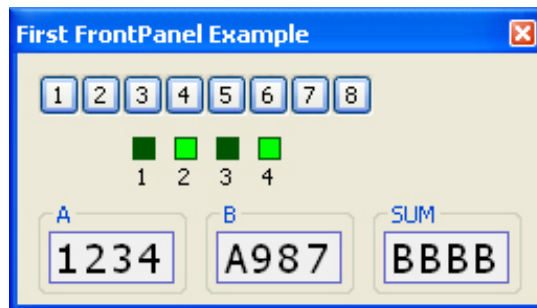 First FrontPanel Example
1 2 3 4 5 6 7 8
1 2 3 4
A B SUM
1234 A987 BBBB